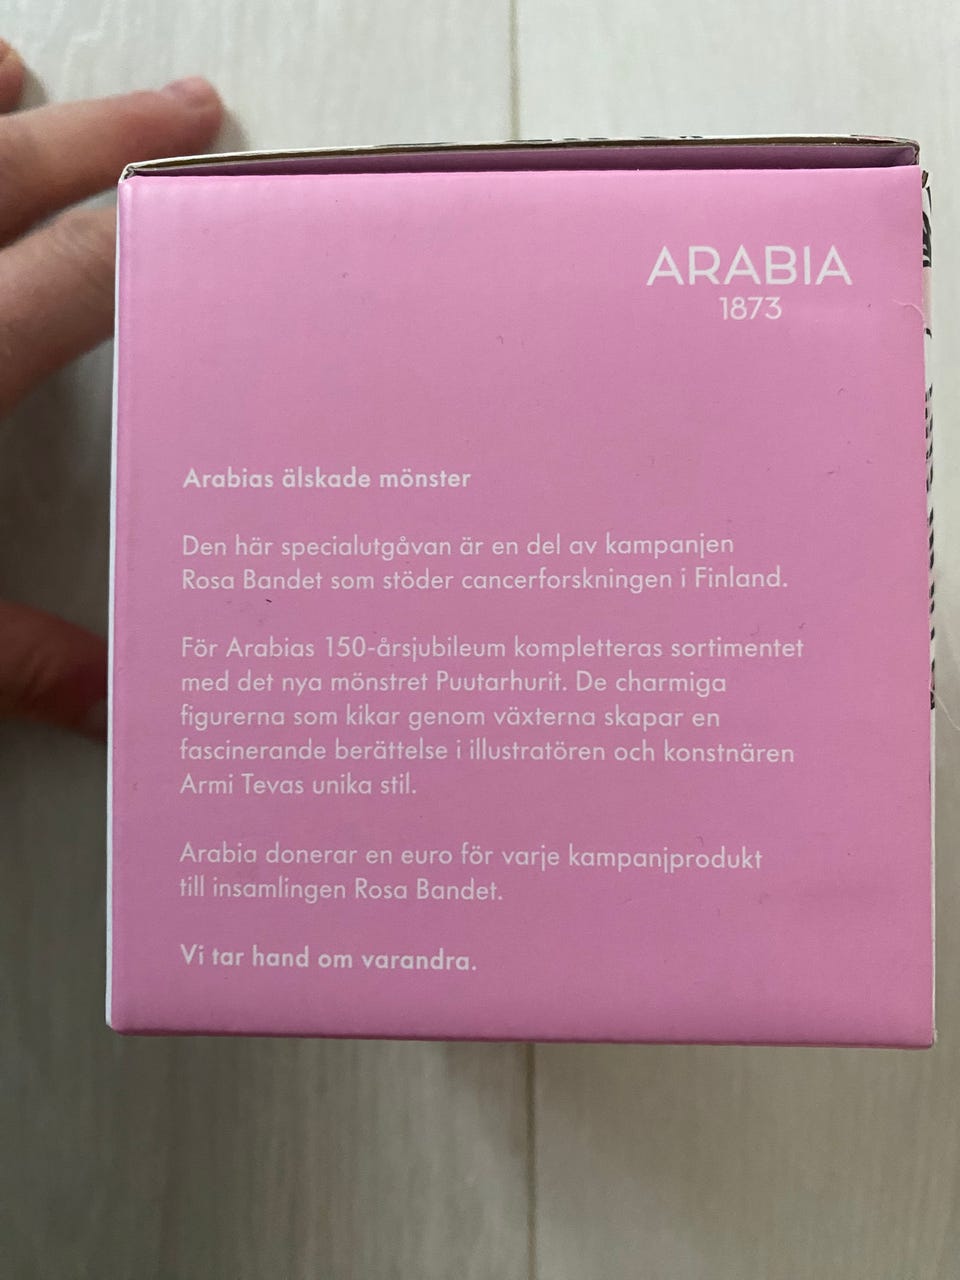 ARABIA
1873
Arabias älskade mönster
Den här specialutgåvan är en del av kampanjen
Rosa Bandet som stöder cancerforskningen i Finland.
För Arabias 150-årsjubileum kompletteras sortimentet
med det nya mönstret Puutarhurit. De charmiga
figurerna som kikar genom växterna skapar en
fascinerande berättelse i illustratören och konstnären
Armi Tevas unika stil.
Arabia donerar en euro för varje kampanjprodukt
till insamlingen Rosa Bandet.
Vi tar hand om varandra.